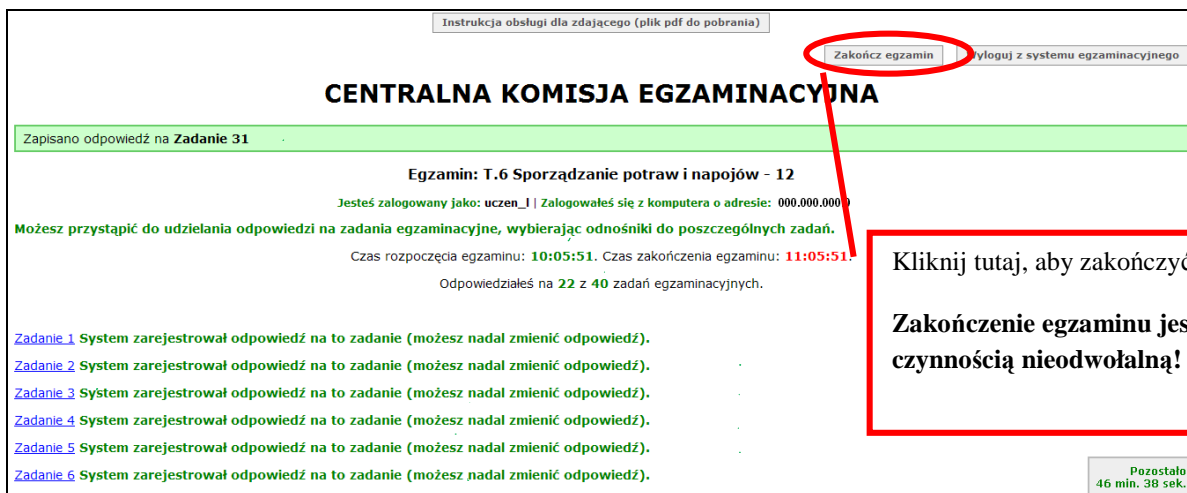 Instrukcja obsługi dla zdającego (plik pdf do pobrania)
Zakończ egzamin
Wyloguj z systemu egzaminacyjnego
CENTRALNA KOMISJA EGZAMINACYJNA
Zapisano odpowiedź na Zadanie 31
Egzamin: T.6 Sporządzanie potraw i napojów - 12
Jesteś zalogowany jako: uczen_l | Zalogowałeś się z komputera o adresie: 000.000.000.0
Możesz przystąpić do udzielania odpowiedzi na zadania egzaminacyjne, wybierając odnośniki do poszczególnych zadań.
Czas rozpoczęcia egzaminu: 10:05:51. Czas zakończenia egzaminu: 11:05:51.
Odpowiedziałeś na 22 z 40 zadań egzaminacyjnych.
Kliknij tutaj, aby zakończyć
Zakończenie egzaminu jes
czynnością nieodwołalną!
Zadanie 1 System zarejestrował odpowiedź na to zadanie (możesz nadal zmienić odpowiedź).
Zadanie 2 System zarejestrował odpowiedź na to zadanie (możesz nadal zmienić odpowiedź).
Zadanie 3 System zarejestrował odpowiedź na to zadanie (możesz nadal zmienić odpowiedź).
Zadanie 4 System zarejestrował odpowiedź na to zadanie (możesz nadal zmienić odpowiedź).
Zadanie 5 System zarejestrował odpowiedź na to zadanie (możesz nadal zmienić odpowiedź).
Zadanie 6 System zarejestrował odpowiedź na to zadanie (możesz nadal zmienić odpowiedź).
Pozostało
46 min. 38 sek.